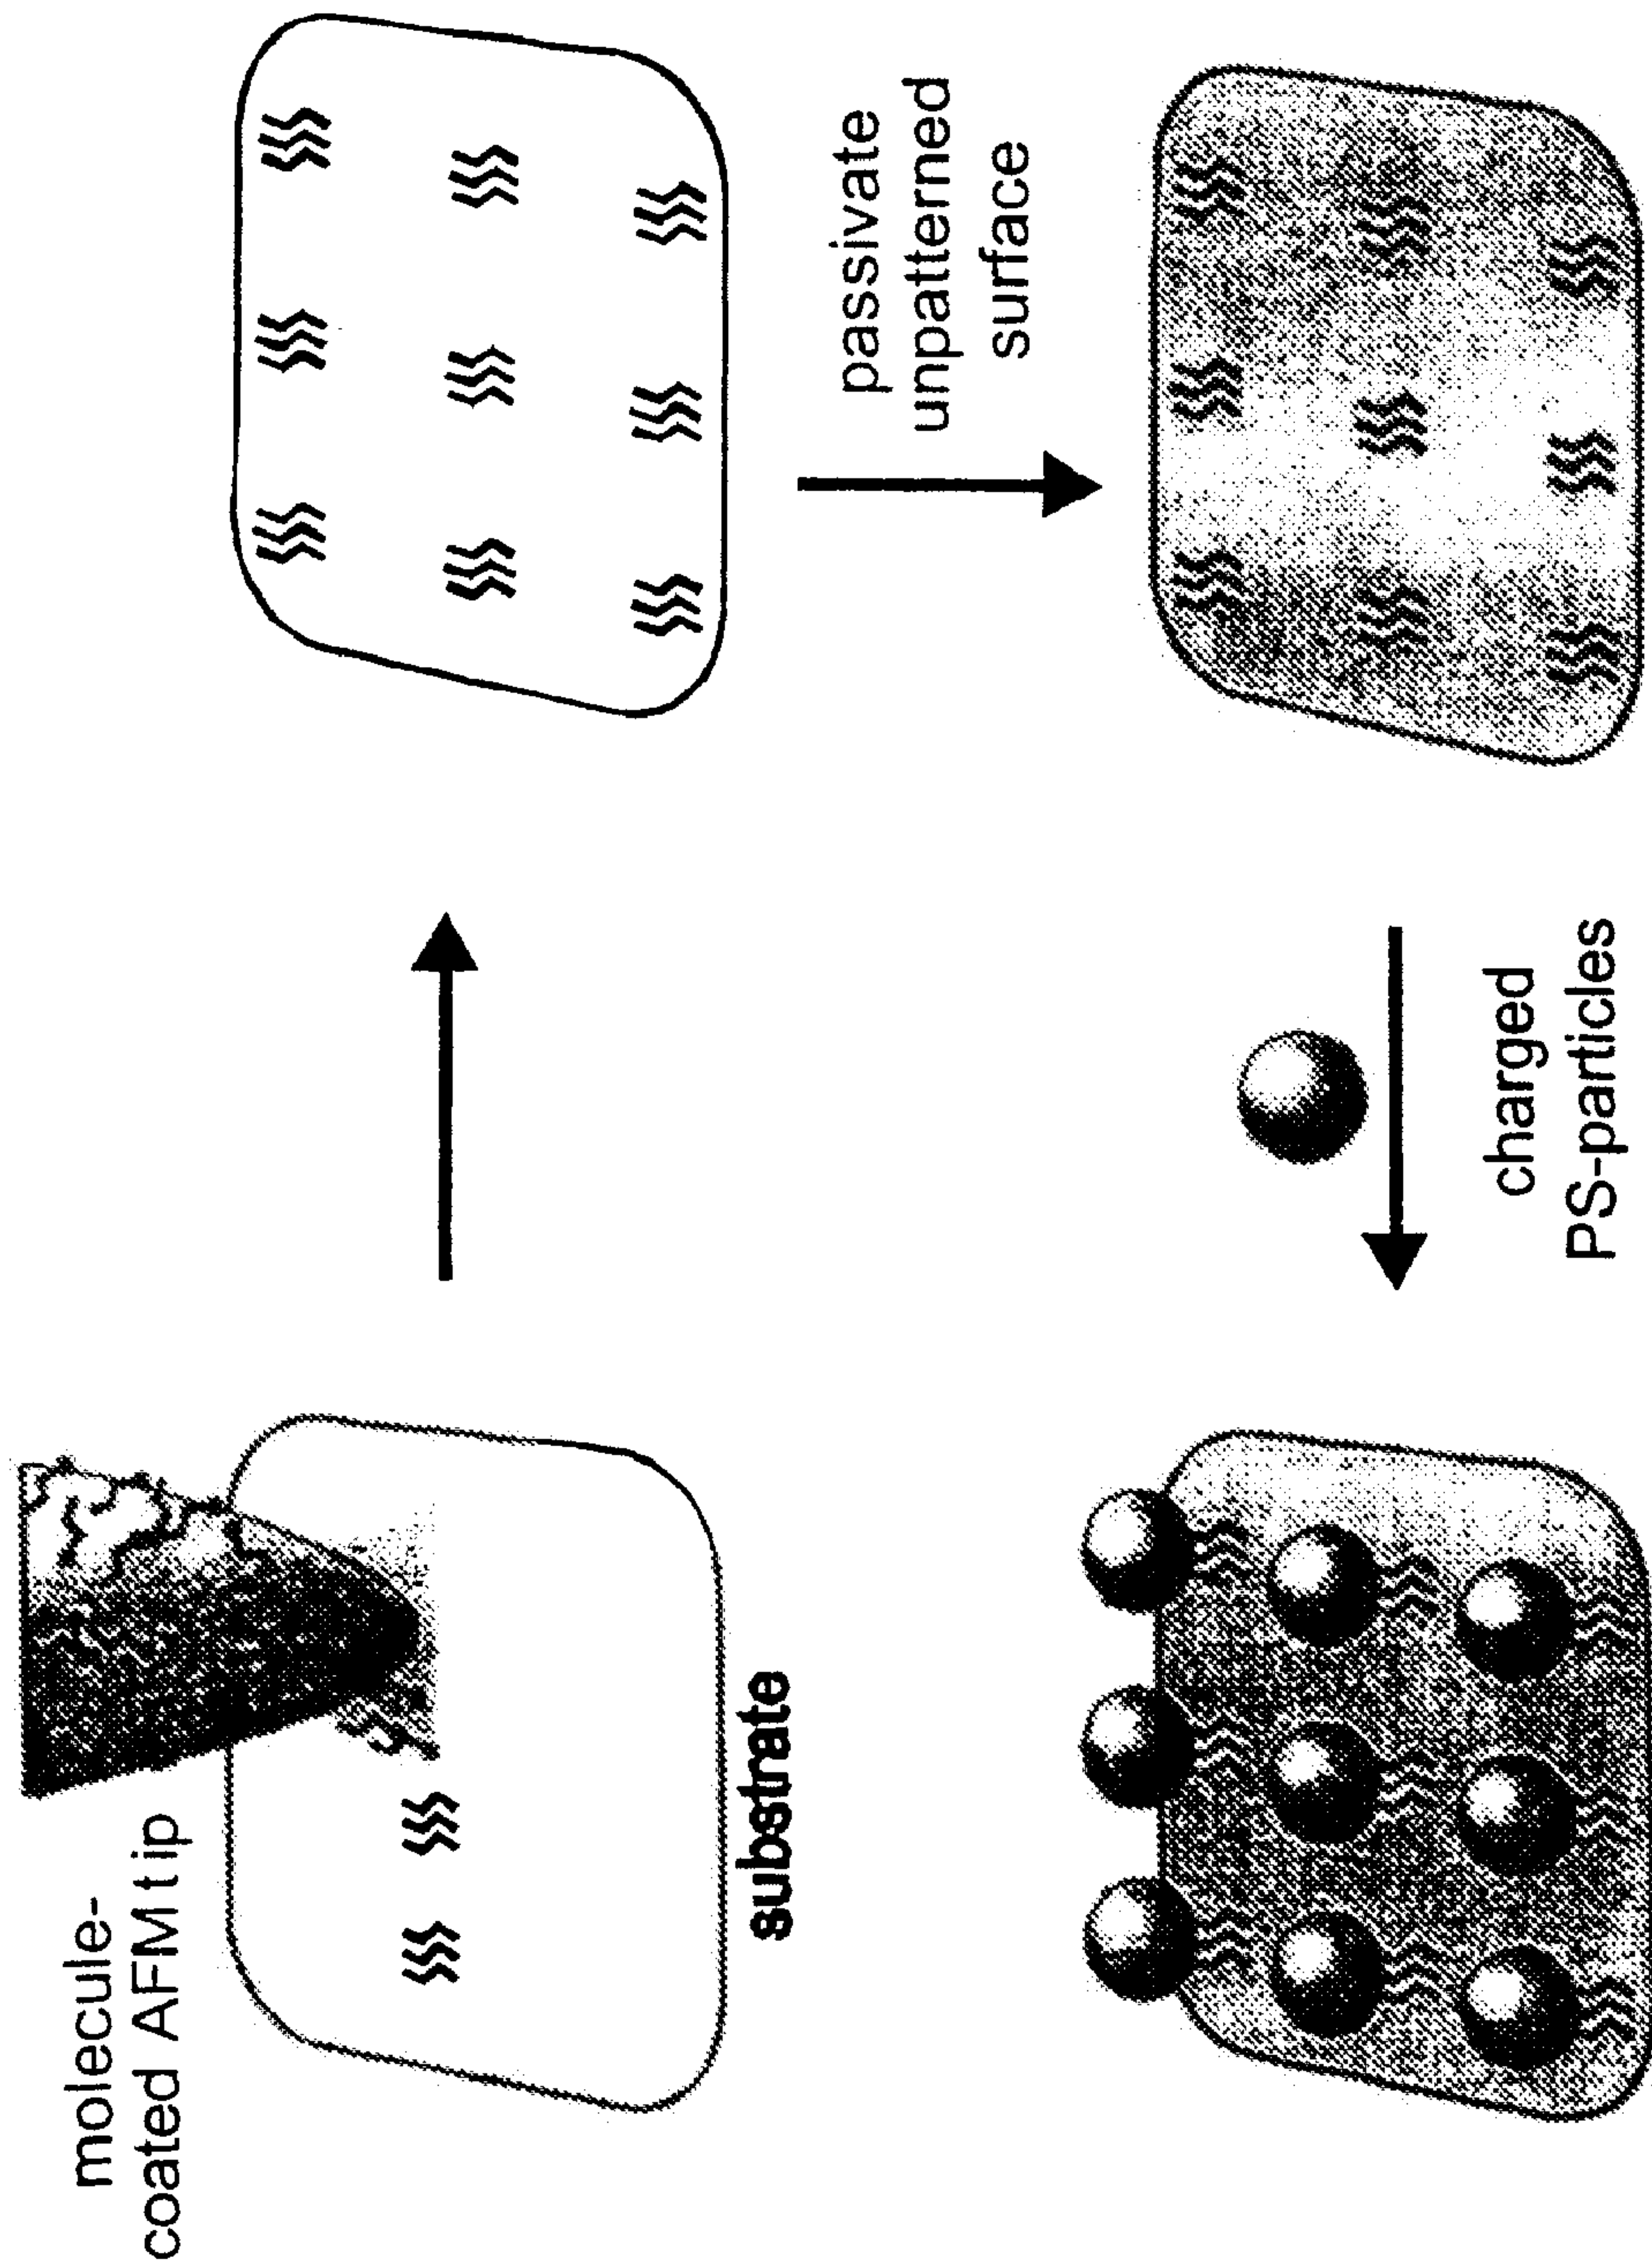 molecule-
coated AFM tip
substrate
passivate
unpatterned
surface
charged
PS-particles